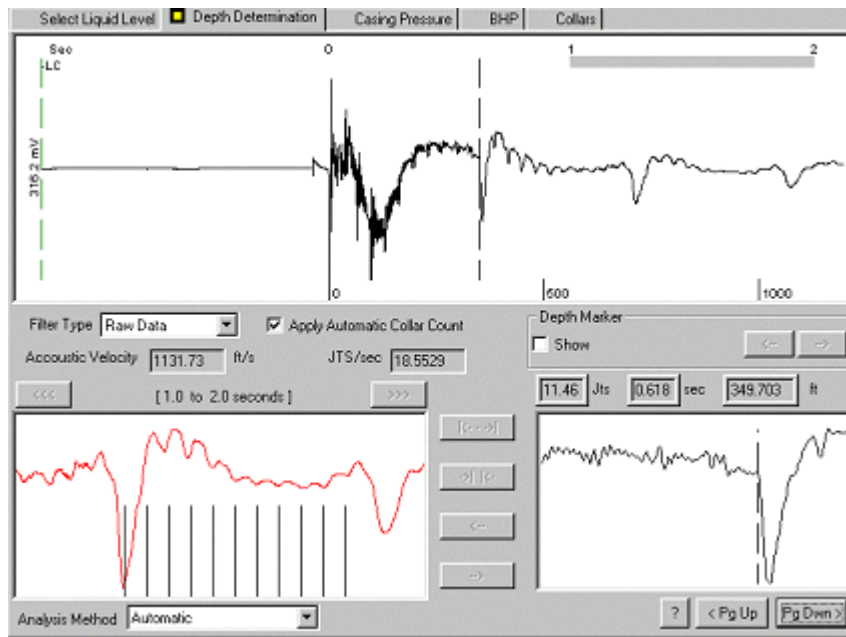 Select Liquid Level Depth Determination Casing Pressure BHP Collars
Sec 0 1 2
-LC
316.2 mV
0 500 1000
Filter Type Raw Data Apply Automatic Collar Count
Depth Marker
Show <-- -->
Accoustic Velocity 1131.73 ft/s JTS/sec 18.5529
<<< [ 1.0 to 2.0 seconds ] >>>
11.46 Jts 0.618 sec 349.703 ft
|<--->|
>| |<
<--
-->
Analysis Method Automatic
? < Pg Up Pg Dwn >